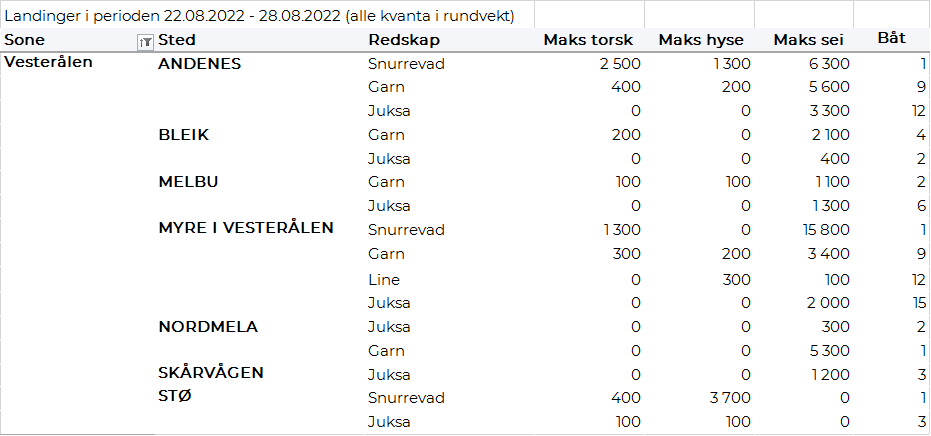 Landinger i perioden 22.08.2022 - 28.08.2022 (alle kvanta i rundvekt)
Sone Sted Redskap Maks torsk Maks hyse Maks sei Båt
Vesterålen ANDENES Snurrevad 2 500 1 300 6 300 1
Garn 400 200 5 600 9
Juksa 0 0 3 300 12
BLEIK Garn 200 0 2 100 4
Juksa 0 0 400 2
MELBU Garn 100 100 1 100 2
Juksa 0 0 1 300 6
MYRE I VESTERÅLEN Snurrevad 1 300 0 15 800 1
Garn 300 200 3 400 9
Line 0 300 100 12
Juksa 0 0 2 000 15
NORDMELA Juksa 0 0 300 2
Garn 0 0 5 300 1
SKÅRVÅGEN Juksa 0 0 1 200 3
STØ Snurrevad 400 3 700 0 1
Juksa 100 100 0 3